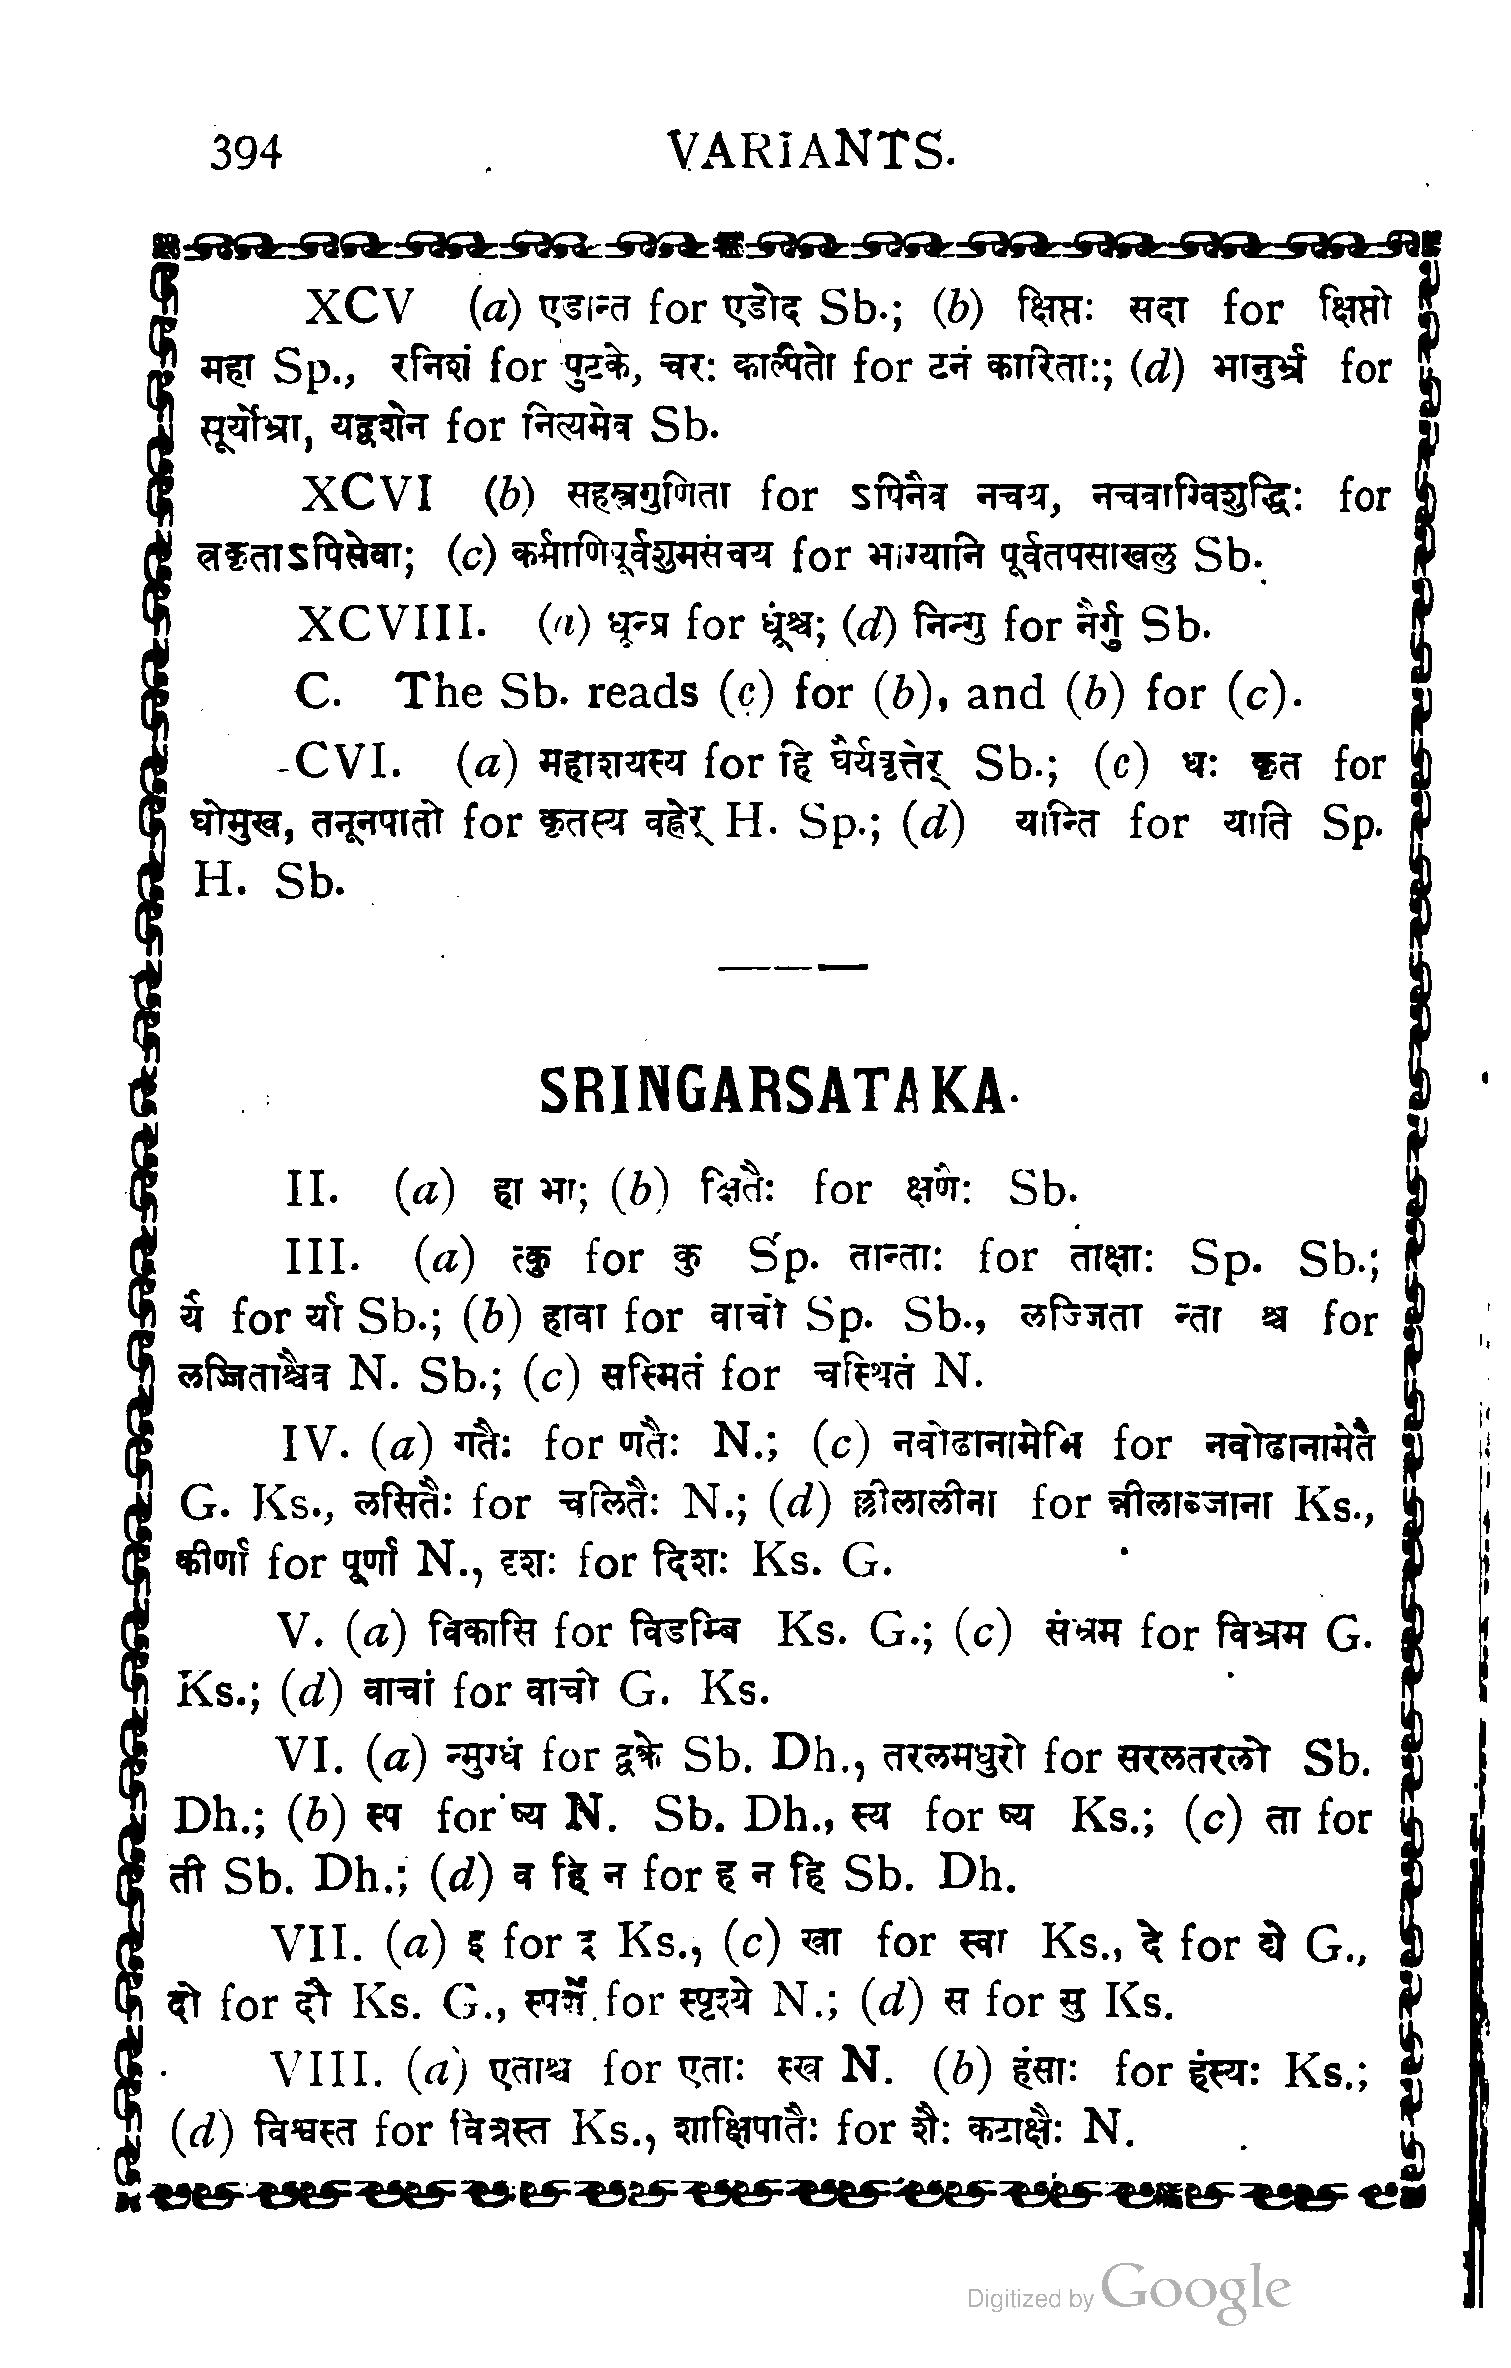 394 VARIANTS.
XCV (a) एडान्त for एडोद Sb.; (b) क्षिप्तः सदा for क्षिप्तो
महा Sp., रनिशं for पुटके, चरः काल्पितो for टनं कारिताः; (d) भानुर्भ्र for
सूर्योभ्रा, यद्वशेन for नित्यमेव Sb.
XCVI (b) सहस्त्रगुणिता for ऽपिनैव नचय, नचवाग्विशुद्धिः for
त्नकृताऽपिसेवा; (c) कर्माणिपूर्वशुमसंचय for भाग्यानि पूर्वतपसाखलु Sb.
XCVIII. (a) धून्प्र for धूंश्च; (d) निन्गु for नैर्गु Sb.
C. The Sb. reads (c) for (b), and (b) for (c).
CVI. (a) महाशयस्य for हि धैर्यवृत्तेर् Sb.; (c) धः कृत for
घोमुख, तनूनपातो for कृतस्य वह्नेर् H. Sp.; (d) यान्ति for याति Sp.
H. Sb.
SRINGARSATAKA.
II. (a) हा भा; (b) क्षितैः for क्षणैः Sb.
III. (a) त्कु for कु Sp. तान्ताः for ताक्षाः Sp. Sb.;
र्य for र्या Sb.; (b) हावा for वाचो Sp. Sb., लज्जिता न्ता श्च for
लज्जिताश्चैव N. Sb.; (c) सस्मितं for चस्थितं N.
IV. (a) गतैः for णतैः N.; (c) नवोढानामेभि for नवोढानामेतै
G. Ks., लसितैः for चलितैः N.; (d) ल्लीलालीना for न्नीलाब्जाना Ks.,
कीर्णा for पूर्णा N., दृशः for दिशः Ks. G.
V. (a) विकासि for विडम्बि Ks. G.; (c) संभ्रम for विभ्रम G.
Ks.; (d) वाचां for वाचो G. Ks.
VI. (a) न्मुग्धं for द्वक्रे Sb. Dh., तरलमधुरो for सरलतरलो Sb.
Dh.; (b) स्प for ष्य N. Sb. Dh., स्य for ष्य Ks.; (c) ता for
ती Sb. Dh.; (d) व हि न for ह न हि Sb. Dh.
VII. (a) इ for द्द Ks., (c) खा for स्वा Ks., दे for द्ये G.,
दो for दौ Ks. G., स्पर्शे for स्पृश्ये N.; (d) स for सु Ks.
VIII. (a) एताश्च for एताः स्ख N. (b) हंसाः for हंस्यः Ks.;
(d) विश्वस्त for वित्रस्त Ks., शाक्षिपातैः for शैः कटाक्षैः N.
Digitized by Google